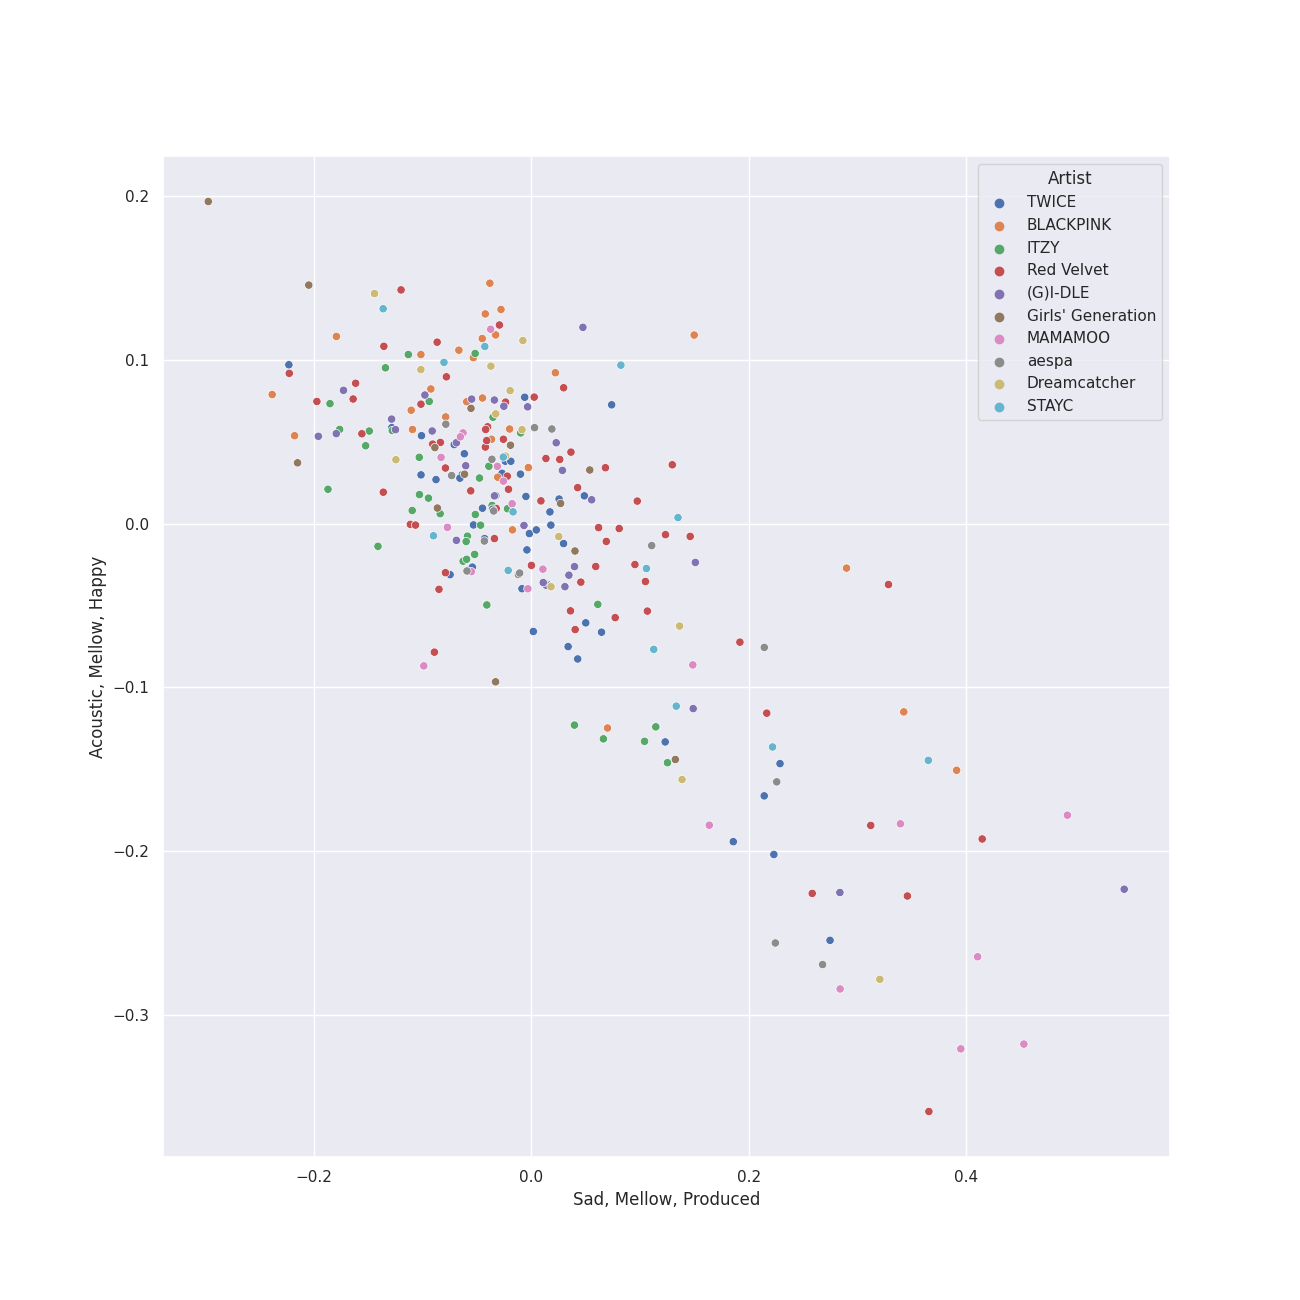 Artist
TWICE
BLACKPINK
ITZY
Red Velvet
(G)I-DLE
Girls' Generation
MAMAMOO
aespa
Dreamcatcher
STAYC
0.2
0.1
0.0
−0.1
−0.2
−0.3
Acoustic, Mellow, Happy
−0.2 0.0 0.2 0.4
Sad, Mellow, Produced